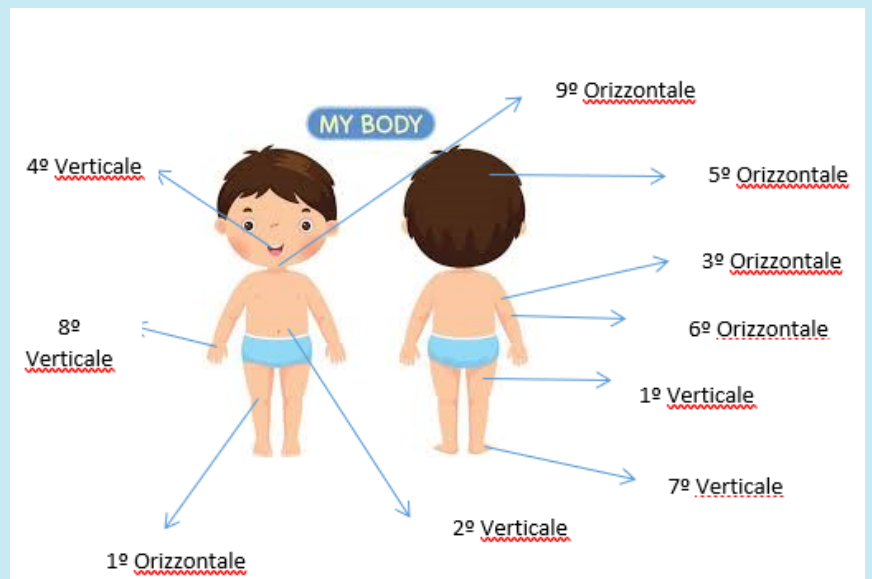 9º Orizzontale
MY BODY
4º Verticale
5º Orizzontale
3º Orizzontale
8º
Verticale
6º Orizzontale
1º Verticale
7º Verticale
2º Verticale
1º Orizzontale